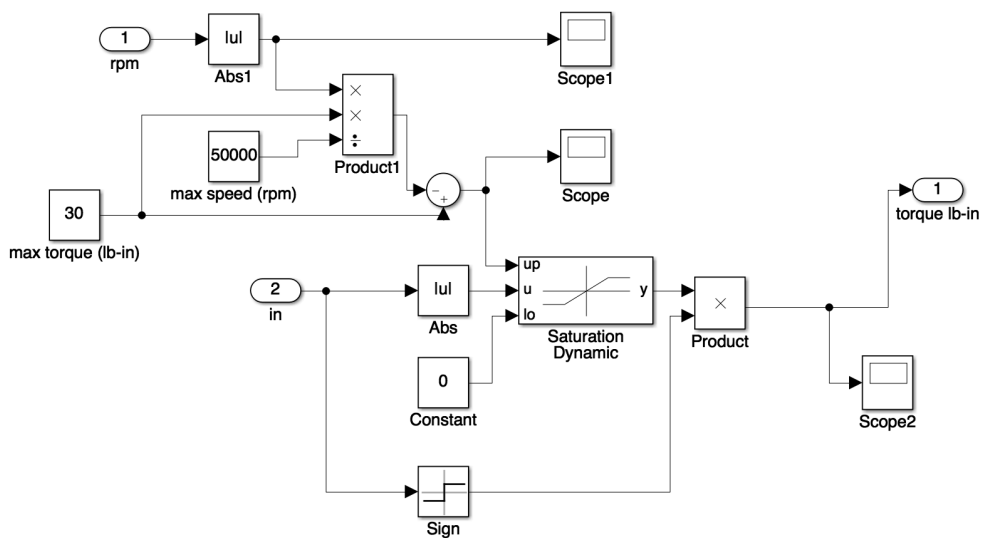 1
rpm
|u|
Abs1
Scope1
×
×
÷
Product1
50000
max speed (rpm)
30
max torque (lb-in)
−
+
Scope
1
torque lb-in
2
in
|u|
Abs
up
u
lo
y
Saturation
Dynamic
×
Product
0
Constant
Scope2
Sign